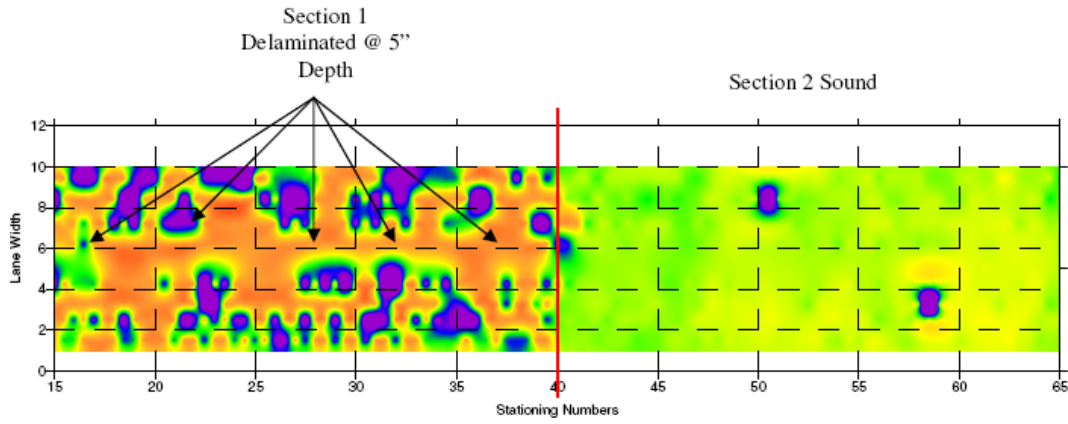 Section 1
Delaminated @ 5”
Depth
Section 2 Sound
12
10
8
6
4
2
0
Lane Width
15 20 25 30 35 40 45 50 55 60 65
Stationing Numbers